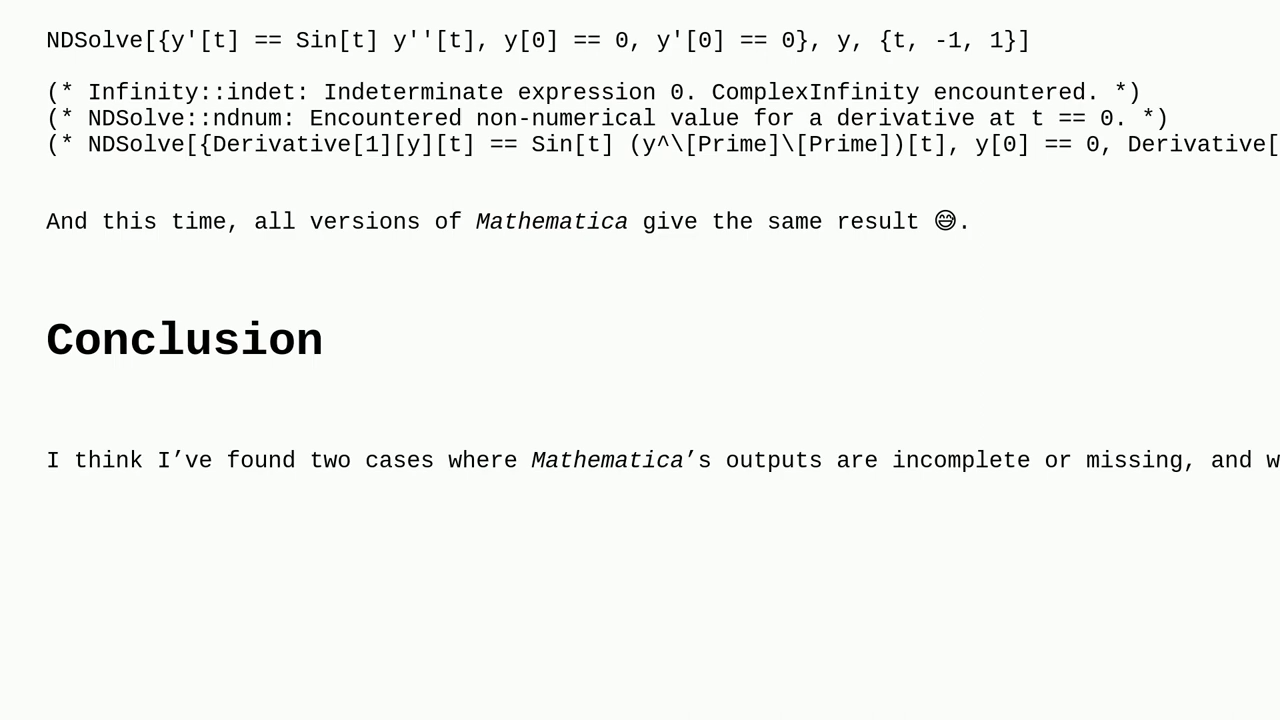 NDSolve[{y'[t] == Sin[t] y''[t], y[0] == 0, y'[0] == 0}, y, {t, -1, 1}]
(* Infinity::indet: Indeterminate expression 0. ComplexInfinity encountered. *)
(* NDSolve::ndnum: Encountered non-numerical value for a derivative at t == 0. *)
(* NDSolve[{Derivative[1][y][t] == Sin[t] (y^\[Prime]\[Prime])[t], y[0] == 0, Derivative[
And this time, all versions of Mathematica give the same result 😅.
Conclusion
I think I’ve found two cases where Mathematica’s outputs are incomplete or missing, and